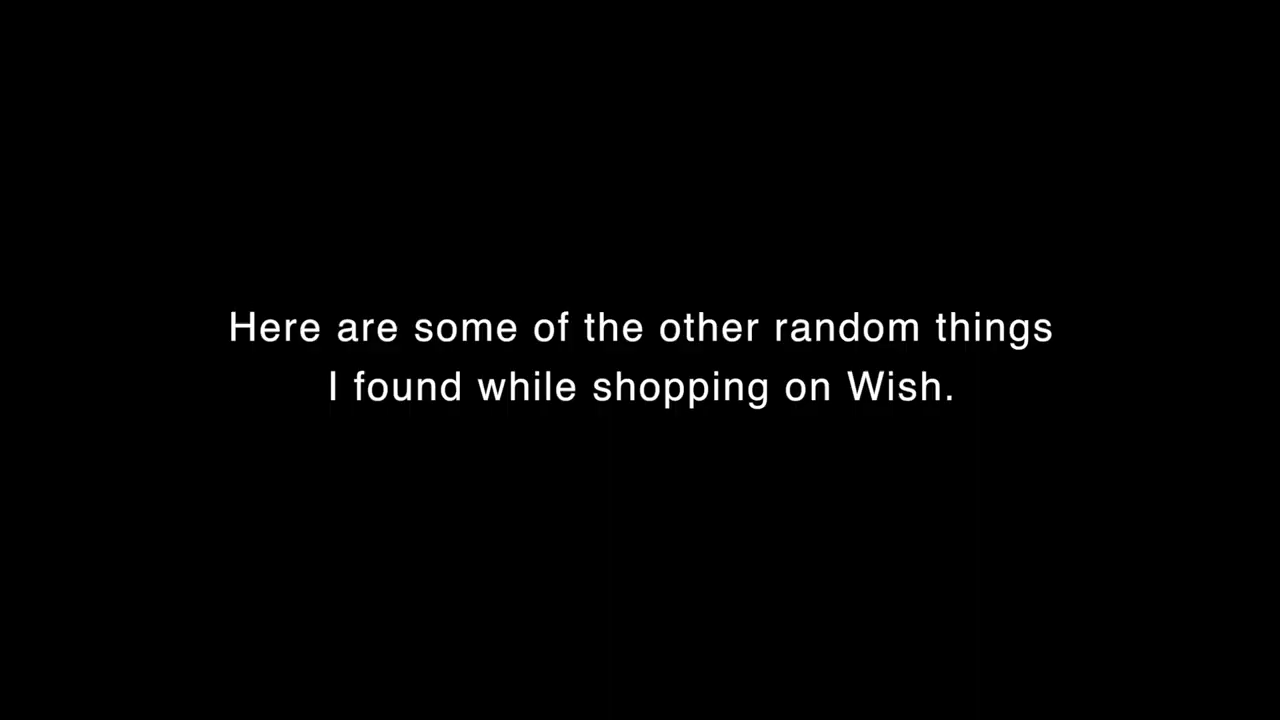 Here are some of the other random things
I found while shopping on Wish.